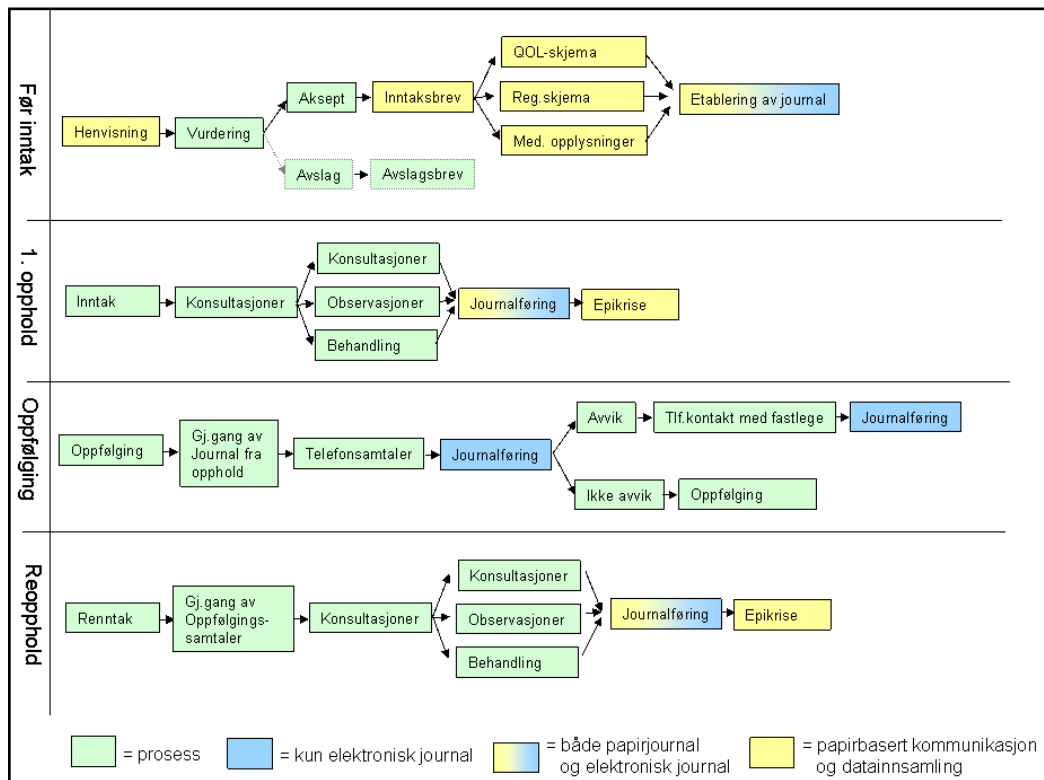 Før inntak
QOL-skjema
Aksept
Inntaksbrev
Reg.skjema
Etablering av journal
Henvisning
Vurdering
Med. opplysninger
Avslag
Avslagsbrev
1. opphold
Konsultasjoner
Inntak
Konsultasjoner
Observasjoner
Journalføring
Epikrise
Behandling
Oppfølging
Avvik
Tlf.kontakt med fastlege
Journalføring
Oppfølging
Gj.gang av
Journal fra
opphold
Telefonsamtaler
Journalføring
Ikke avvik
Oppfølging
Reopphold
Konsultasjoner
Renntak
Gj.gang av
Oppfølgings-
samtaler
Konsultasjoner
Observasjoner
Journalføring
Epikrise
Behandling
= prosess
= kun elektronisk journal
= både papirjournal
og elektronisk journal
= papirbasert kommunikasjon
og datainnsamling